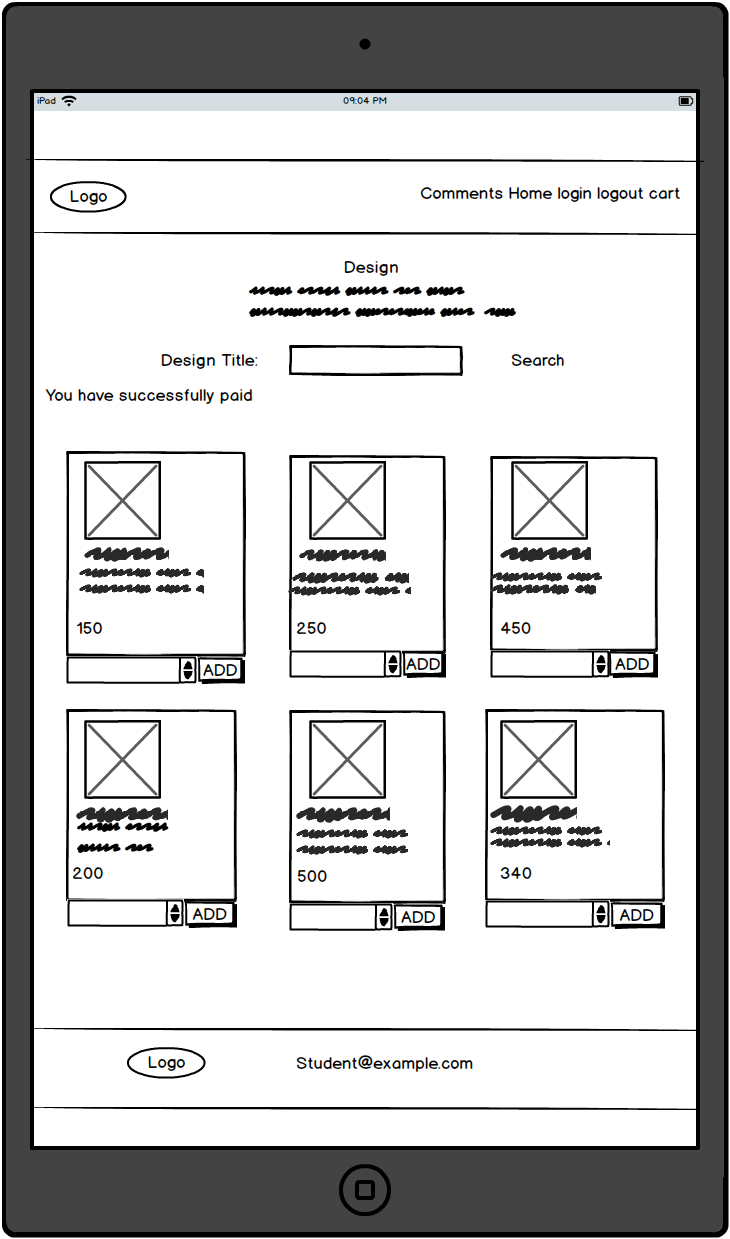 iPad 09:04 PM
Logo Comments Home login logout cart
Design
Design Title: Search
You have successfully paid
150 250 450
ADD ADD ADD
200 500 340
ADD ADD ADD
Logo Student@example.com